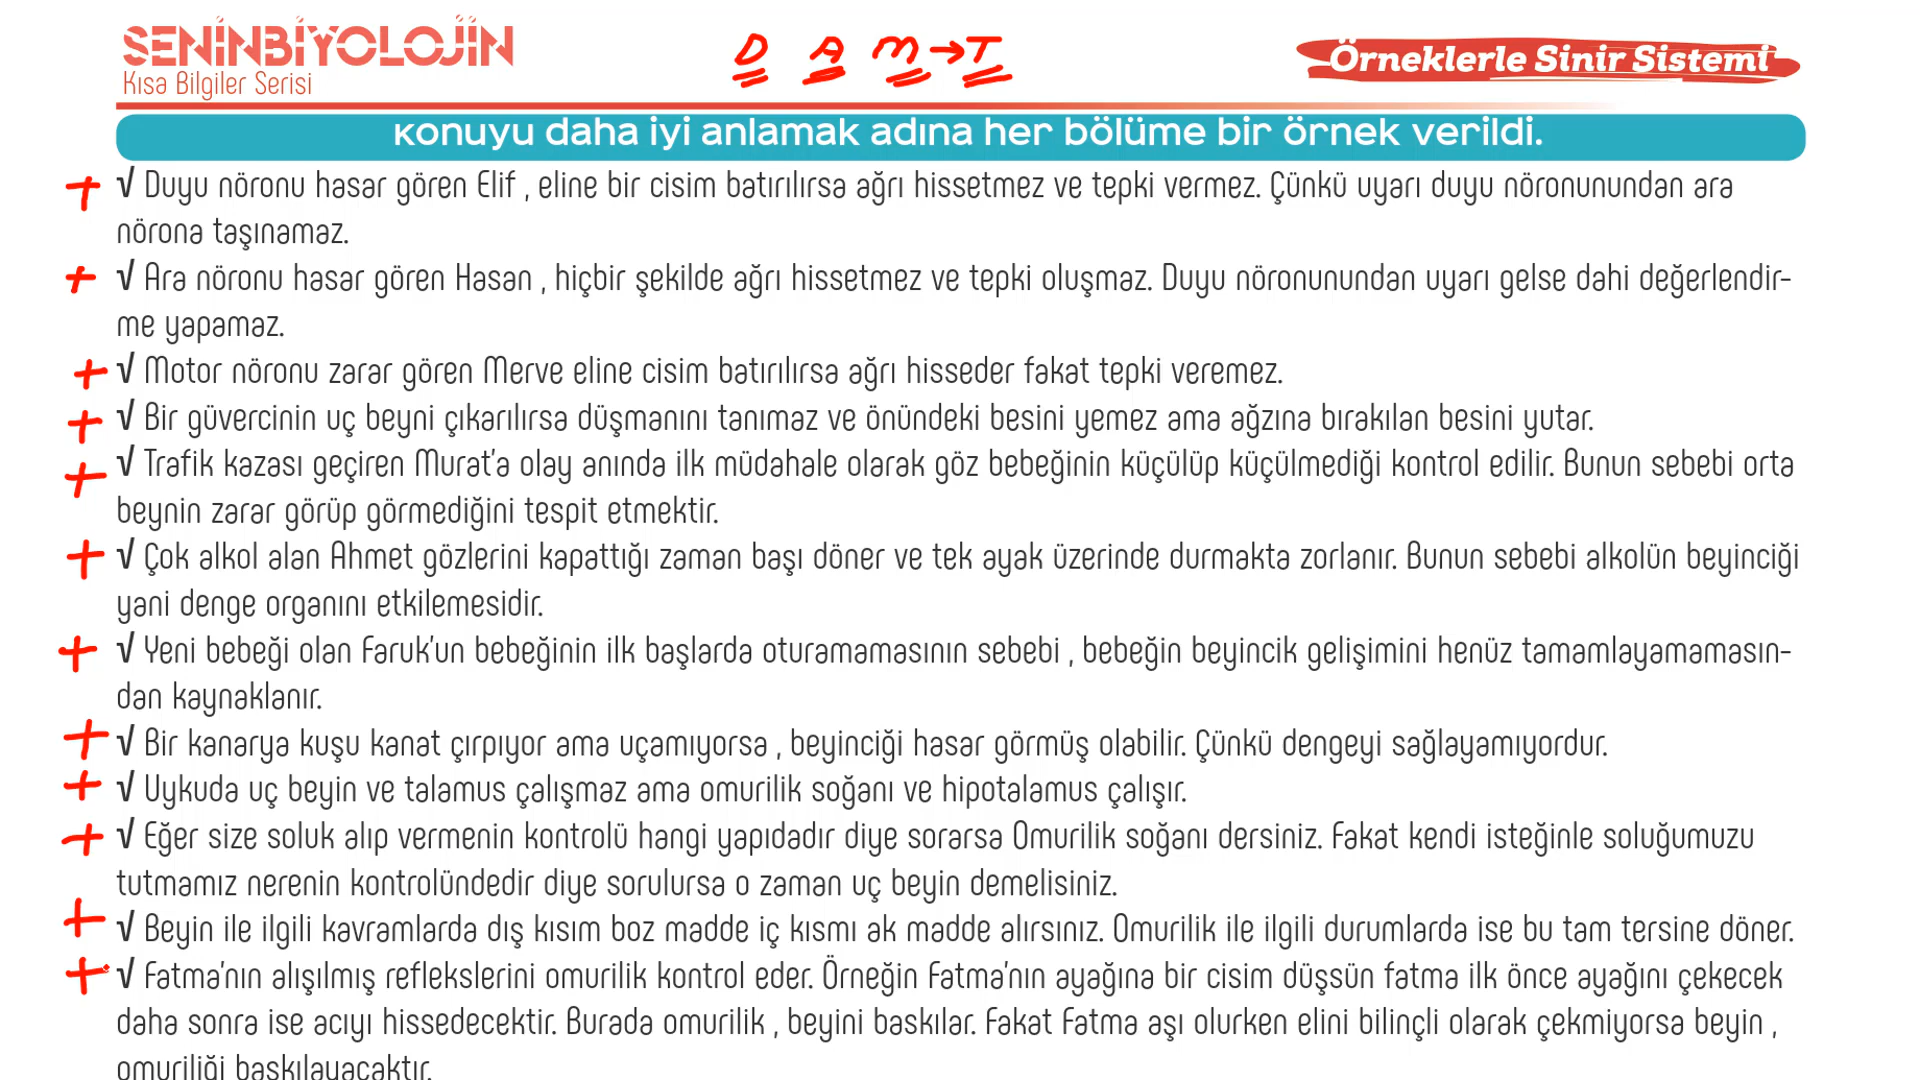 SENİNBİYOLOJİN
Kısa Bilgiler Serisi
D A M → T
Örneklerle Sinir Sistemi
Konuyu daha iyi anlamak adına her bölüme bir örnek verildi.
+ √ Duyu nöronu hasar gören Elif , eline bir cisim batırılırsa ağrı hissetmez ve tepki vermez. Çünkü uyarı duyu nöronunundan ara
nörona taşınamaz.
+ √ Ara nöronu hasar gören Hasan , hiçbir şekilde ağrı hissetmez ve tepki oluşmaz. Duyu nöronunundan uyarı gelse dahi değerlendir-
me yapamaz.
+ √ Motor nöronu zarar gören Merve eline cisim batırılırsa ağrı hisseder fakat tepki veremez.
+ √ Bir güvercinin uç beyni çıkarılırsa düşmanını tanımaz ve önündeki besini yemez ama ağzına bırakılan besini yutar.
+ √ Trafik kazası geçiren Murat'a olay anında ilk müdahale olarak göz bebeğinin küçülüp küçülmediği kontrol edilir. Bunun sebebi orta
beynin zarar görüp görmediğini tespit etmektir.
+ √ Çok alkol alan Ahmet gözlerini kapattığı zaman başı döner ve tek ayak üzerinde durmakta zorlanır. Bunun sebebi alkolün beyinciği
yani denge organını etkilemesidir.
+ √ Yeni bebeği olan Faruk'un bebeğinin ilk başlarda oturamamasının sebebi , bebeğin beyincik gelişimini henüz tamamlayamamasın-
dan kaynaklanır.
+ √ Bir kanarya kuşu kanat çırpıyor ama uçamıyorsa , beyinciği hasar görmüş olabilir. Çünkü dengeyi sağlayamıyordur.
+ √ Uykuda uç beyin ve talamus çalışmaz ama omurilik soğanı ve hipotalamus çalışır.
+ √ Eğer size soluk alıp vermenin kontrolü hangi yapıdadır diye sorarsa Omurilik soğanı dersiniz. Fakat kendi isteğinle soluğumuzu
tutmamız nerenin kontrolündedir diye sorulursa o zaman uç beyin demelisiniz.
+ √ Beyin ile ilgili kavramlarda dış kısım boz madde iç kısmı ak madde alırsınız. Omurilik ile ilgili durumlarda ise bu tam tersine döner.
+ √ Fatma'nın alışılmış reflekslerini omurilik kontrol eder. Örneğin Fatma'nın ayağına bir cisim düşsün fatma ilk önce ayağını çekecek
daha sonra ise acıyı hissedecektir. Burada omurilik , beyini baskılar. Fakat Fatma aşı olurken elini bilinçli olarak çekmiyorsa beyin ,
omuriliği baskılayacaktır.